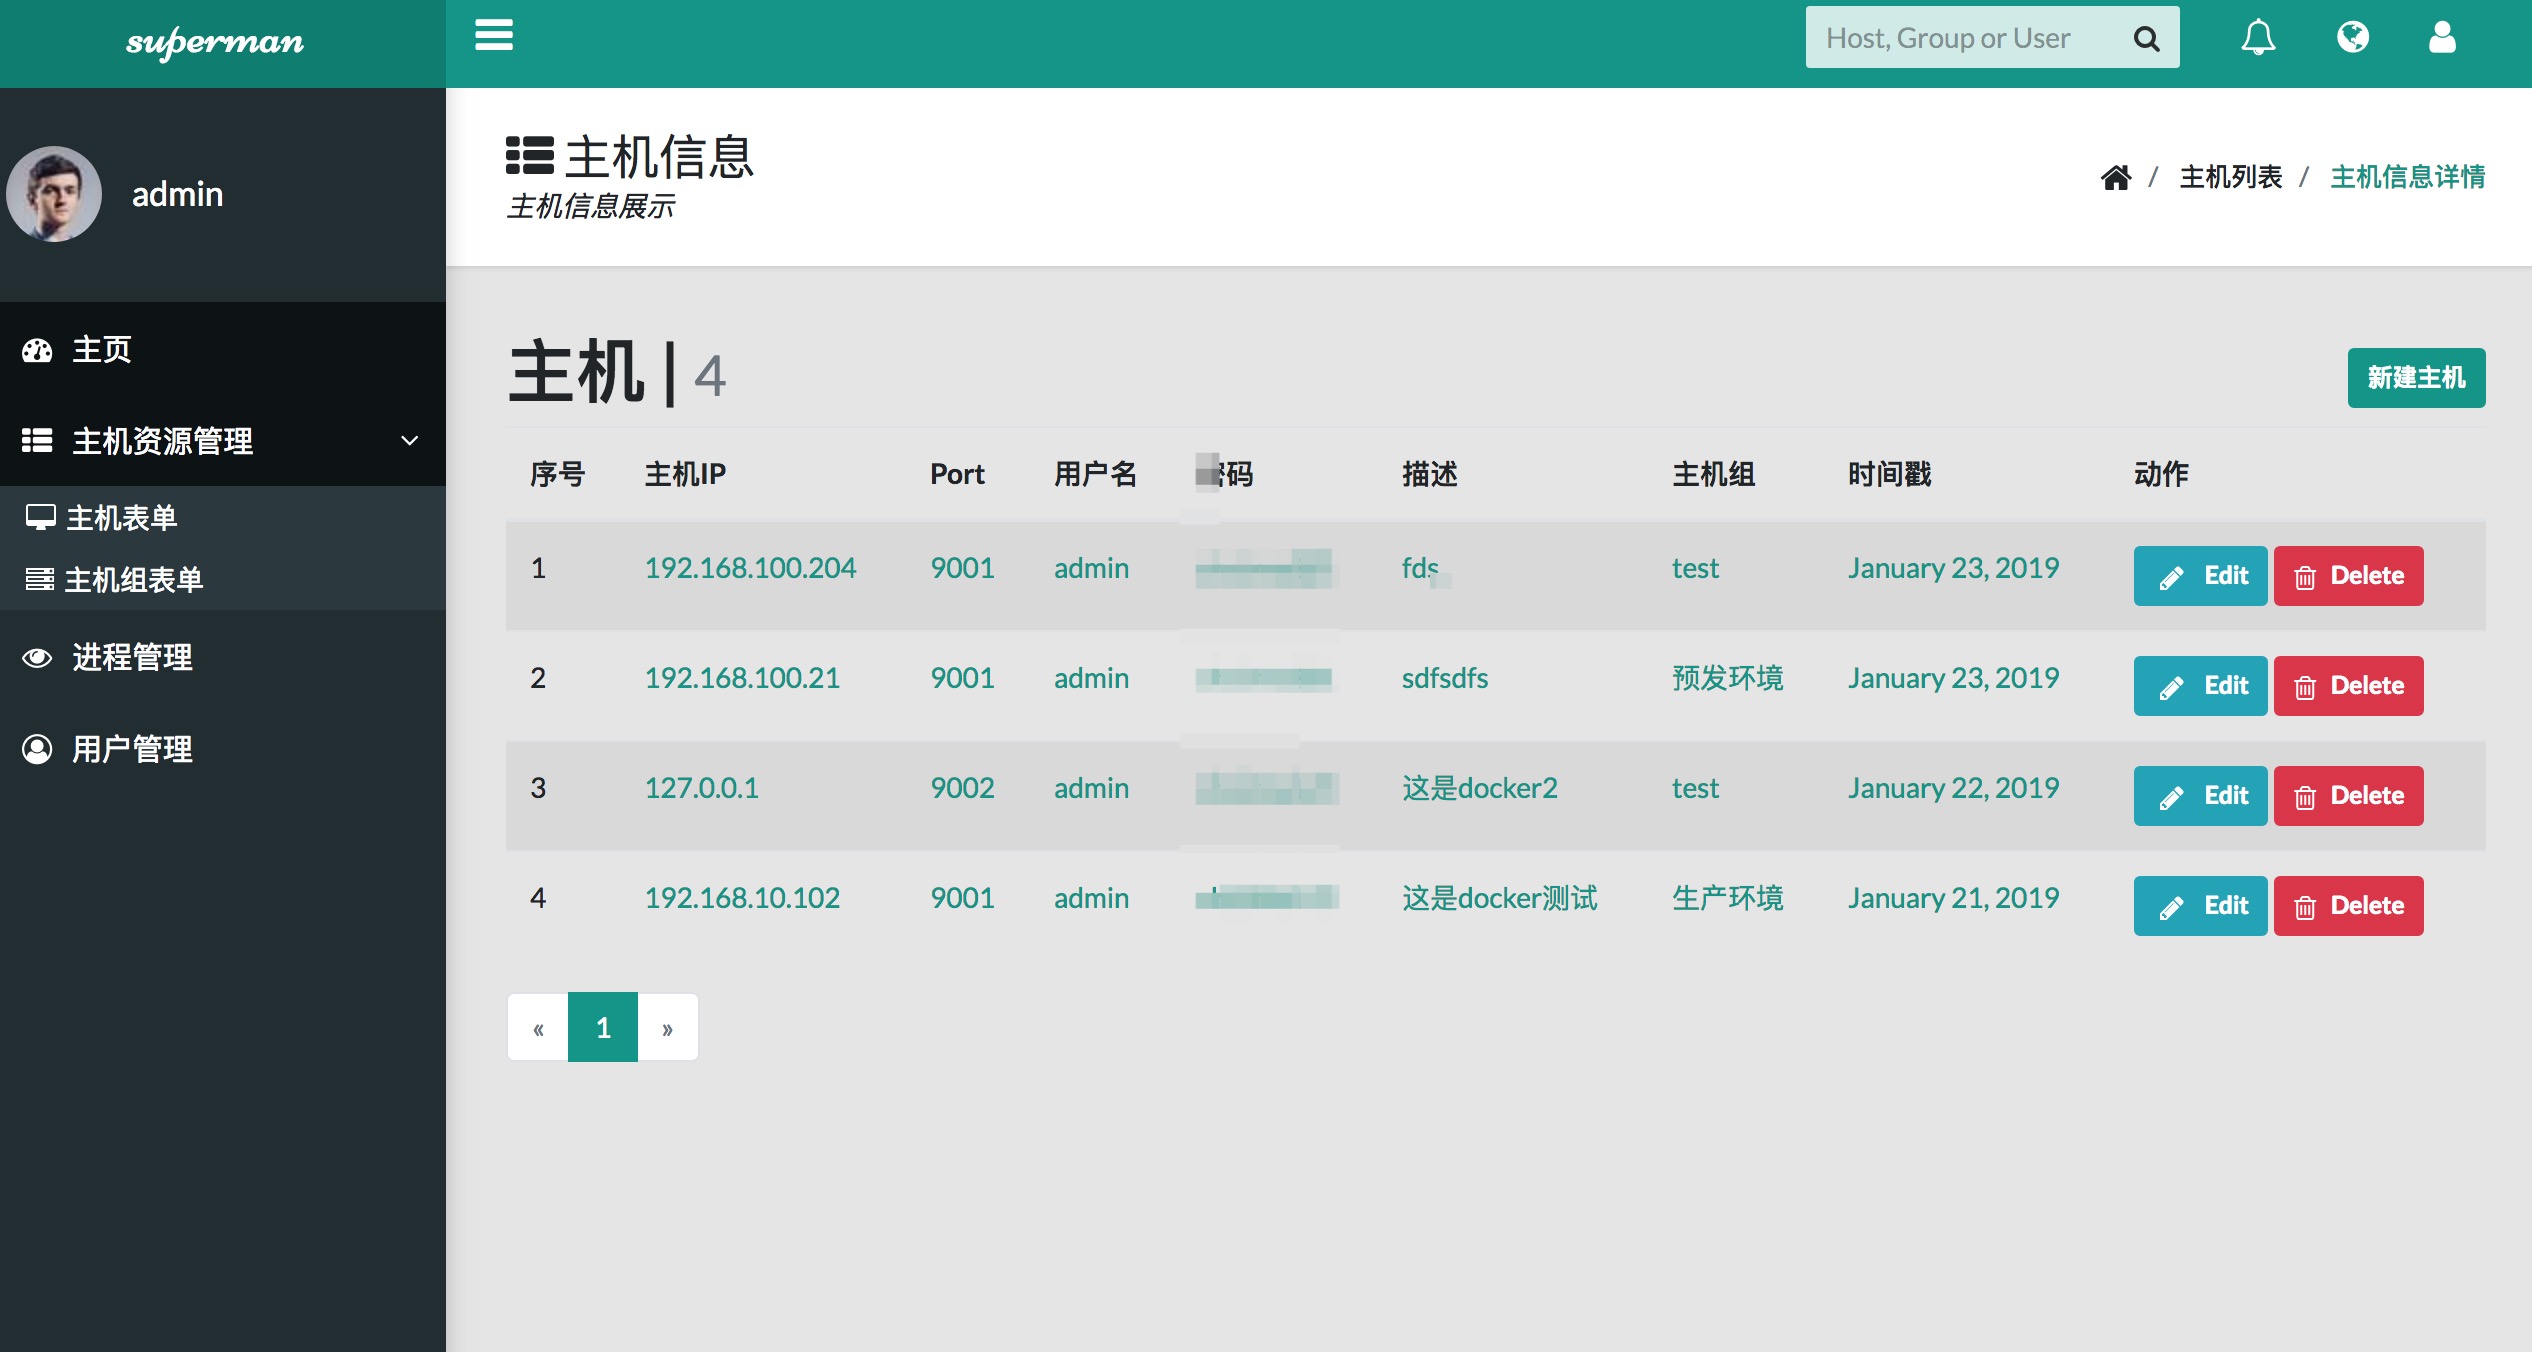 superman
Host, Group or User
admin
主机信息
主机信息展示
/ 主机列表 / 主机信息详情
主页
主机资源管理
主机表单
主机组表单
进程管理
用户管理
主机 | 4
新建主机
序号 主机IP Port 用户名 码 描述 主机组 时间戳 动作
1 192.168.100.204 9001 admin fds test January 23, 2019 Edit Delete
2 192.168.100.21 9001 admin sdfsdfs 预发环境 January 23, 2019 Edit Delete
3 127.0.0.1 9002 admin 这是docker2 test January 22, 2019 Edit Delete
4 192.168.10.102 9001 admin 这是docker测试 生产环境 January 21, 2019 Edit Delete
« 1 »